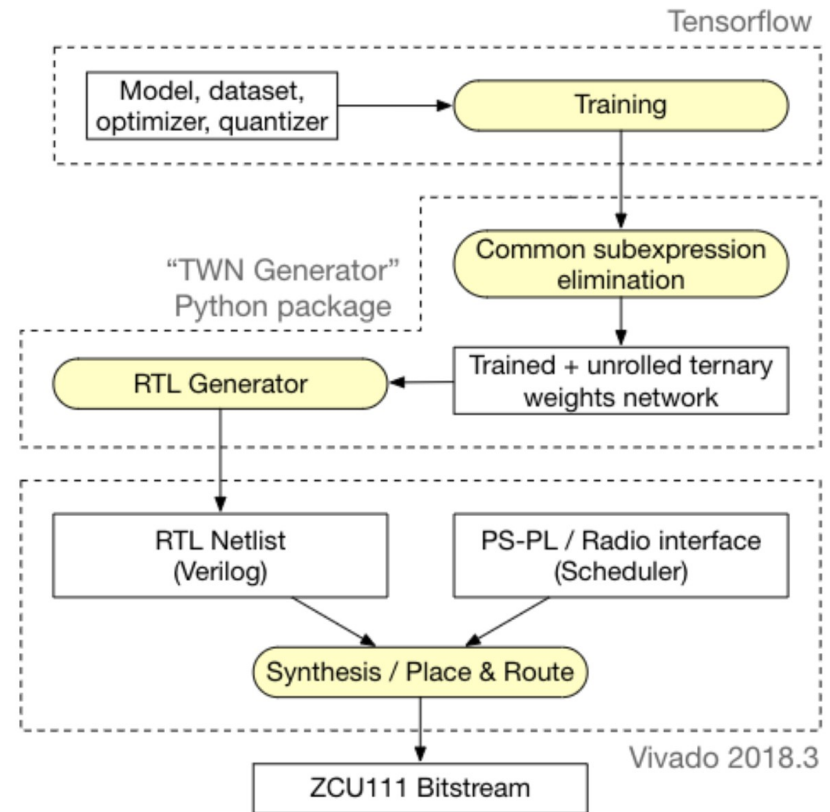 Tensorflow
Model, dataset,
optimizer, quantizer
Training
Common subexpression
elimination
“TWN Generator”
Python package
Trained + unrolled ternary
weights network
RTL Generator
RTL Netlist
(Verilog)
PS-PL / Radio interface
(Scheduler)
Synthesis / Place & Route
Vivado 2018.3
ZCU111 Bitstream